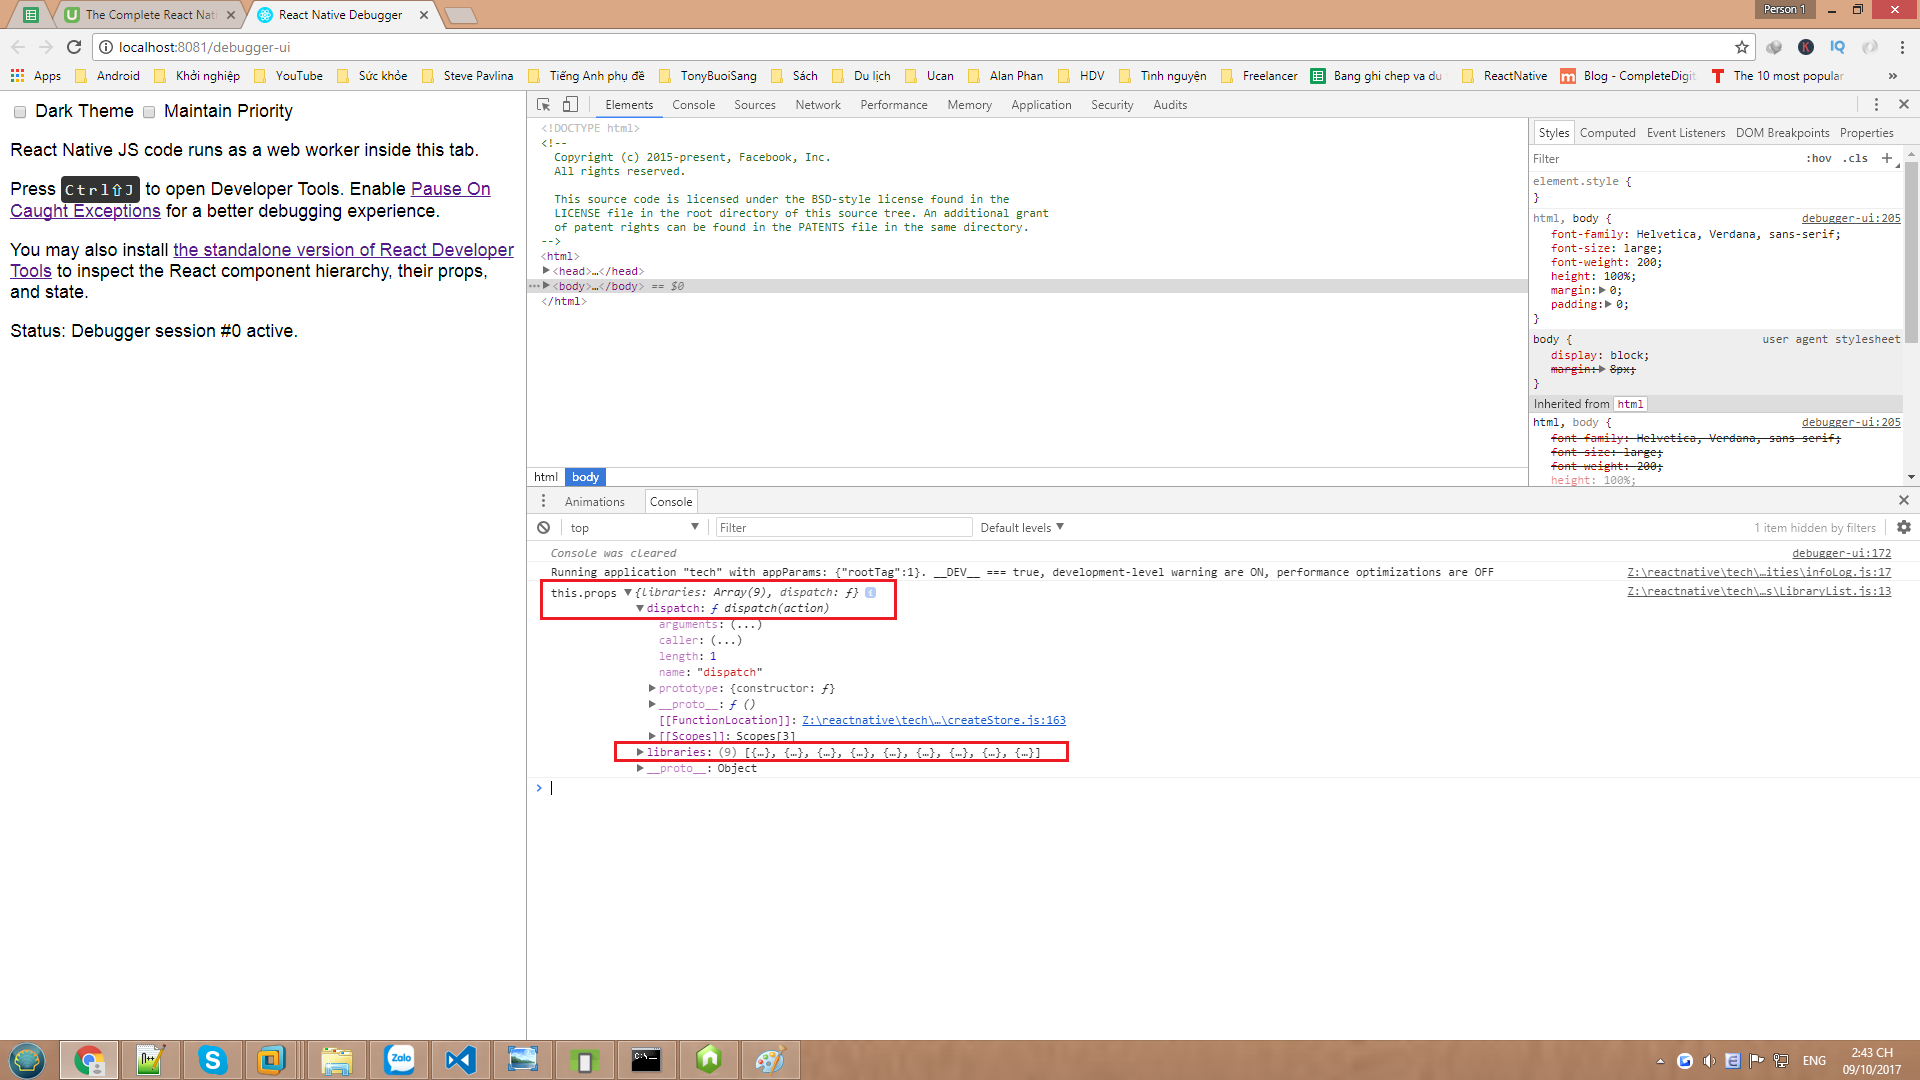 The Complete React Nati
React Native Debugger
Person 1
localhost:8081/debugger-ui
Apps Android Khởi nghiệp YouTube Sức khỏe Steve Pavlina Tiếng Anh phụ đề TonyBuoiSang Sách Du lịch Ucan Alan Phan HDV Tình nguyện Freelancer Bang ghi chep va du ReactNative Blog - CompleteDigit The 10 most popular »
Dark Theme Maintain Priority
React Native JS code runs as a web worker inside this tab.
Press Ctrl⇧J to open Developer Tools. Enable Pause On
Caught Exceptions for a better debugging experience.
You may also install the standalone version of React Developer
Tools to inspect the React component hierarchy, their props,
and state.
Status: Debugger session #0 active.
Elements Console Sources Network Performance Memory Application Security Audits
<!DOCTYPE html>
<!--
Copyright (c) 2015-present, Facebook, Inc.
All rights reserved.
This source code is licensed under the BSD-style license found in the
LICENSE file in the root directory of this source tree. An additional grant
of patent rights can be found in the PATENTS file in the same directory.
-->
<html>
<head>…</head>
<body>…</body> == $0
</html>
html body
Styles Computed Event Listeners DOM Breakpoints Properties
Filter :hov .cls +
element.style {
}
html, body { debugger-ui:205
font-family: Helvetica, Verdana, sans-serif;
font-size: large;
font-weight: 200;
height: 100%;
margin: 0;
padding: 0;
}
body { user agent stylesheet
display: block;
margin: 8px;
}
Inherited from html
html, body { debugger-ui:205
font-family: Helvetica, Verdana, sans-serif;
font-size: large;
font-weight: 200;
height: 100%;
Animations Console
top Filter Default levels 1 item hidden by filters
Console was cleared debugger-ui:172
Running application "tech" with appParams: {"rootTag":1}. __DEV__ === true, development-level warning are ON, performance optimizations are OFF Z:\reactnative\tech\…ities\infoLog.js:17
this.props {libraries: Array(9), dispatch: ƒ} i Z:\reactnative\tech\…s\LibraryList.js:13
dispatch: ƒ dispatch(action)
arguments: (...)
caller: (...)
length: 1
name: "dispatch"
prototype: {constructor: ƒ}
__proto__: ƒ ()
[[FunctionLocation]]: Z:\reactnative\tech\…\createStore.js:163
[[Scopes]]: Scopes[3]
libraries: (9) [{…}, {…}, {…}, {…}, {…}, {…}, {…}, {…}, {…}]
__proto__: Object
>
Zalo
ENG
2:43 CH
09/10/2017